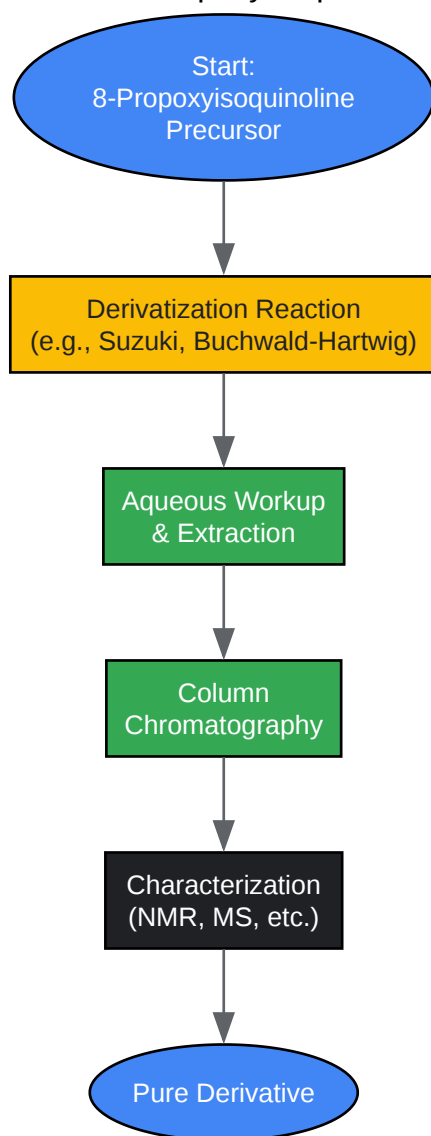 Start:
8-Propoxyisoquinoline
Precursor
Derivatization Reaction
(e.g., Suzuki, Buchwald-Hartwig)
Aqueous Workup
& Extraction
Column
Chromatography
Characterization
(NMR, MS, etc.)
Pure Derivative